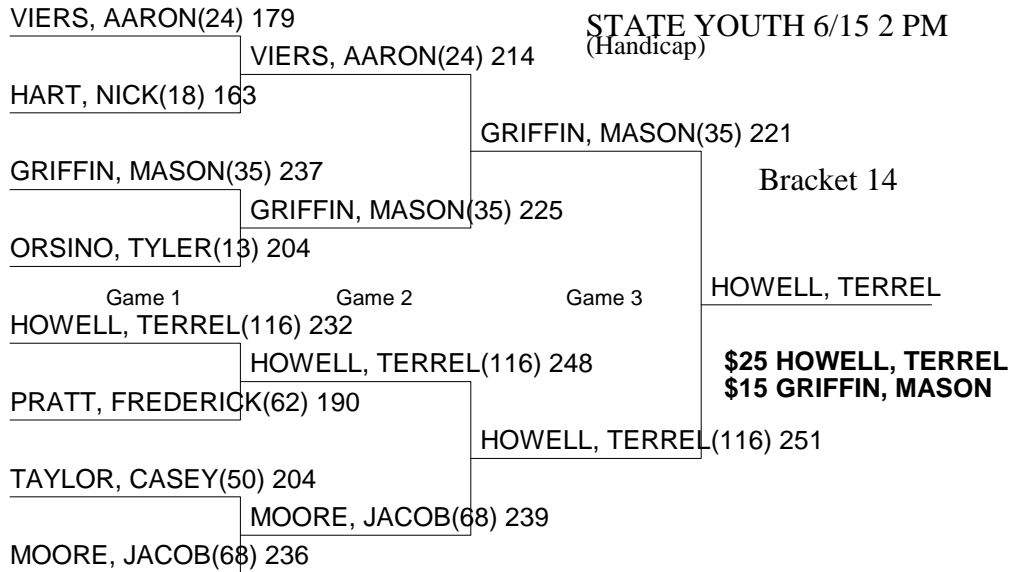 VIERS, AARON(24) 179
STATE YOUTH 6/15 2 PM
(Handicap)
VIERS, AARON(24) 214
HART, NICK(18) 163
GRIFFIN, MASON(35) 221
GRIFFIN, MASON(35) 237
Bracket 14
GRIFFIN, MASON(35) 225
ORSINO, TYLER(13) 204
Game 1
Game 2
Game 3
HOWELL, TERREL
HOWELL, TERREL(116) 232
HOWELL, TERREL(116) 248
$25 HOWELL, TERREL
$15 GRIFFIN, MASON
PRATT, FREDERICK(62) 190
HOWELL, TERREL(116) 251
TAYLOR, CASEY(50) 204
MOORE, JACOB(68) 239
MOORE, JACOB(68) 236